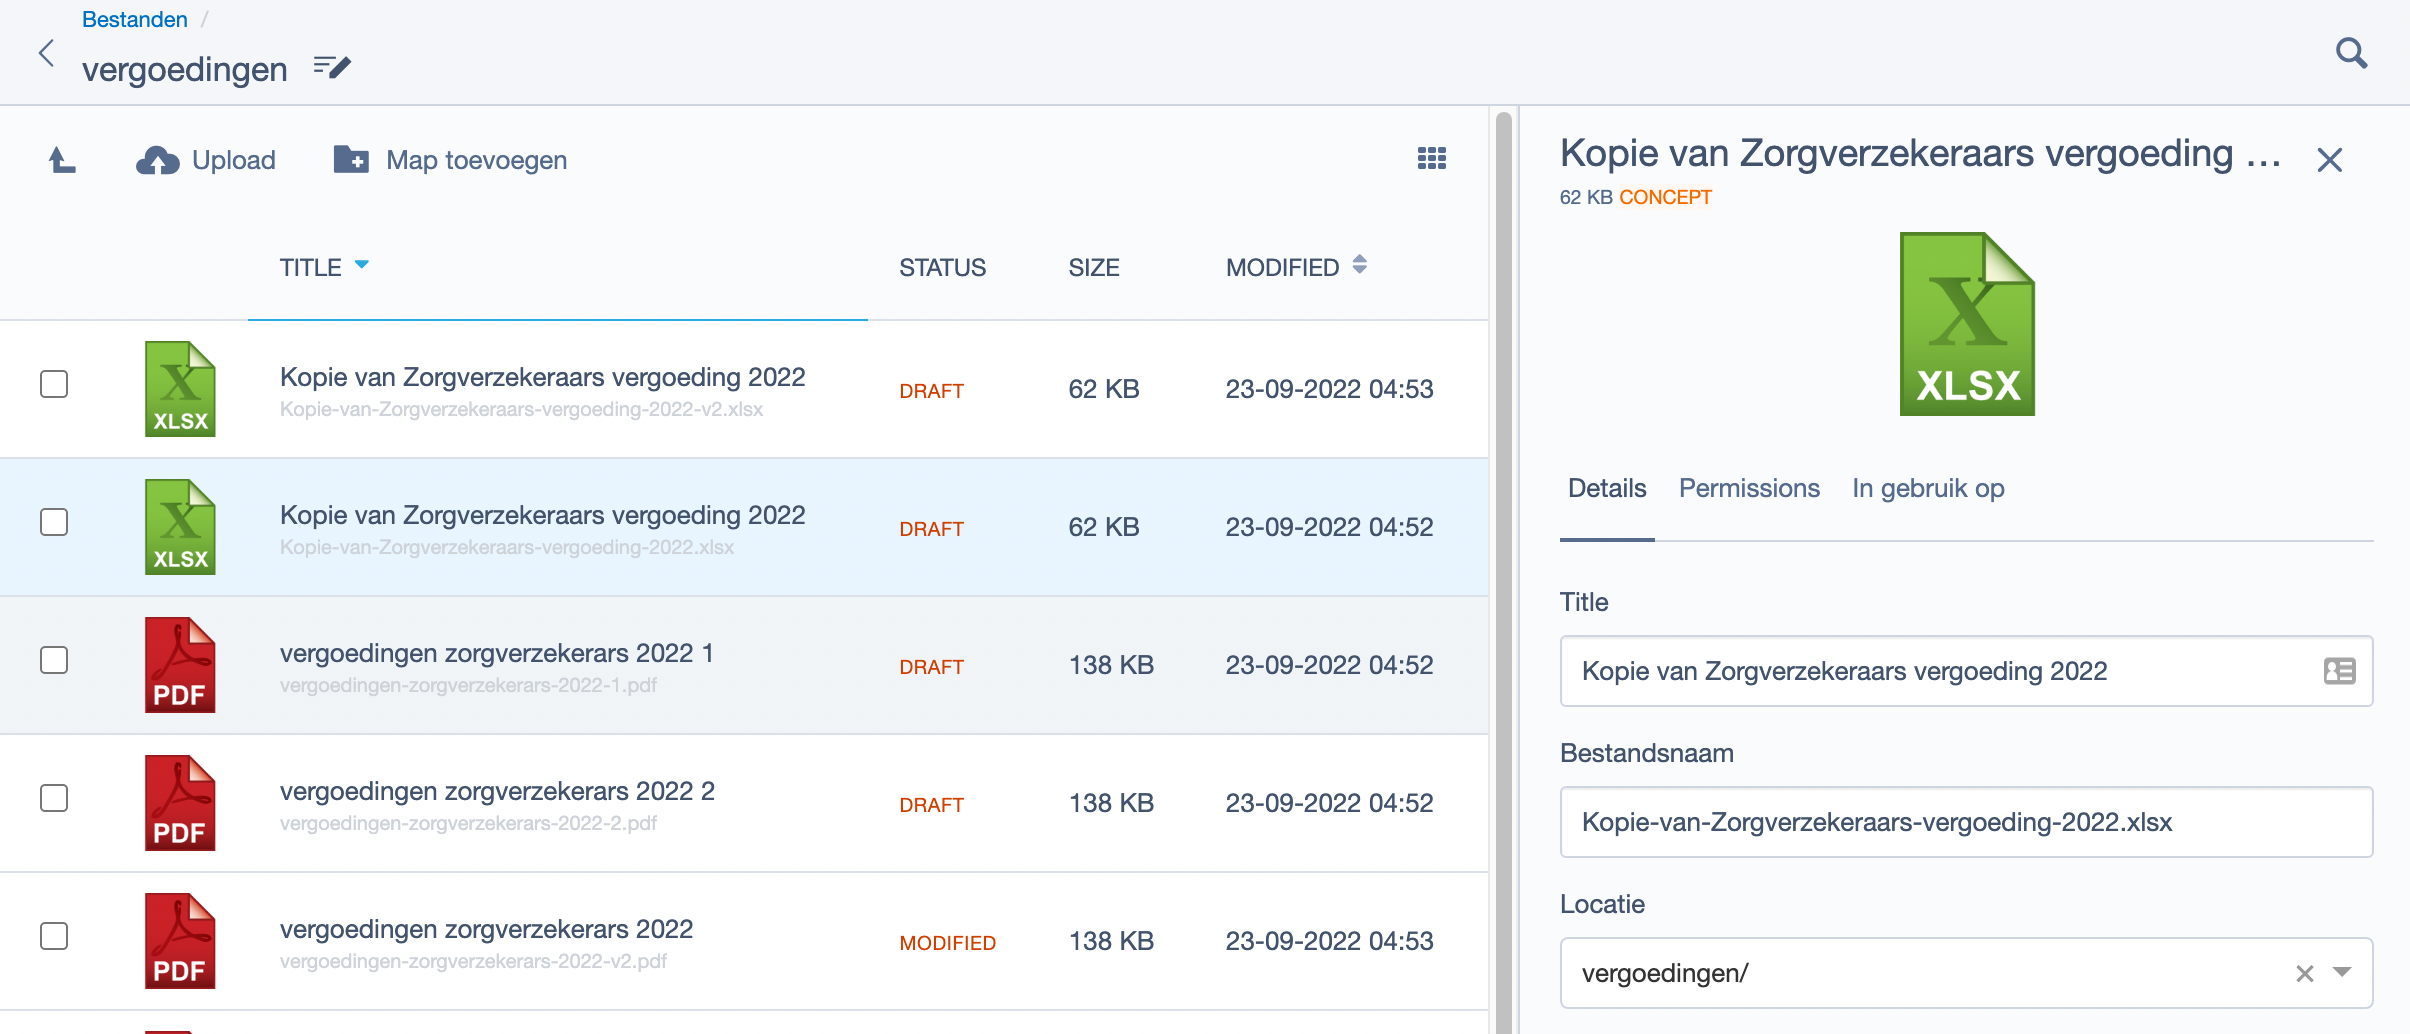 Bestanden /
vergoedingen
Upload
Map toevoegen
TITLE STATUS SIZE MODIFIED
XLSX
Kopie van Zorgverzekeraars vergoeding 2022
Kopie-van-Zorgverzekeraars-vergoeding-2022-v2.xlsx
DRAFT 62 KB 23-09-2022 04:53
XLSX
Kopie van Zorgverzekeraars vergoeding 2022
Kopie-van-Zorgverzekeraars-vergoeding-2022.xlsx
DRAFT 62 KB 23-09-2022 04:52
PDF
vergoedingen zorgverzekerars 2022 1
vergoedingen-zorgverzekerars-2022-1.pdf
DRAFT 138 KB 23-09-2022 04:52
PDF
vergoedingen zorgverzekerars 2022 2
vergoedingen-zorgverzekerars-2022-2.pdf
DRAFT 138 KB 23-09-2022 04:52
PDF
vergoedingen zorgverzekerars 2022
vergoedingen-zorgverzekerars-2022-v2.pdf
MODIFIED 138 KB 23-09-2022 04:53
Kopie van Zorgverzekeraars vergoeding ...
62 KB CONCEPT
XLSX
Details Permissions In gebruik op
Title
Kopie van Zorgverzekeraars vergoeding 2022
Bestandsnaam
Kopie-van-Zorgverzekeraars-vergoeding-2022.xlsx
Locatie
vergoedingen/